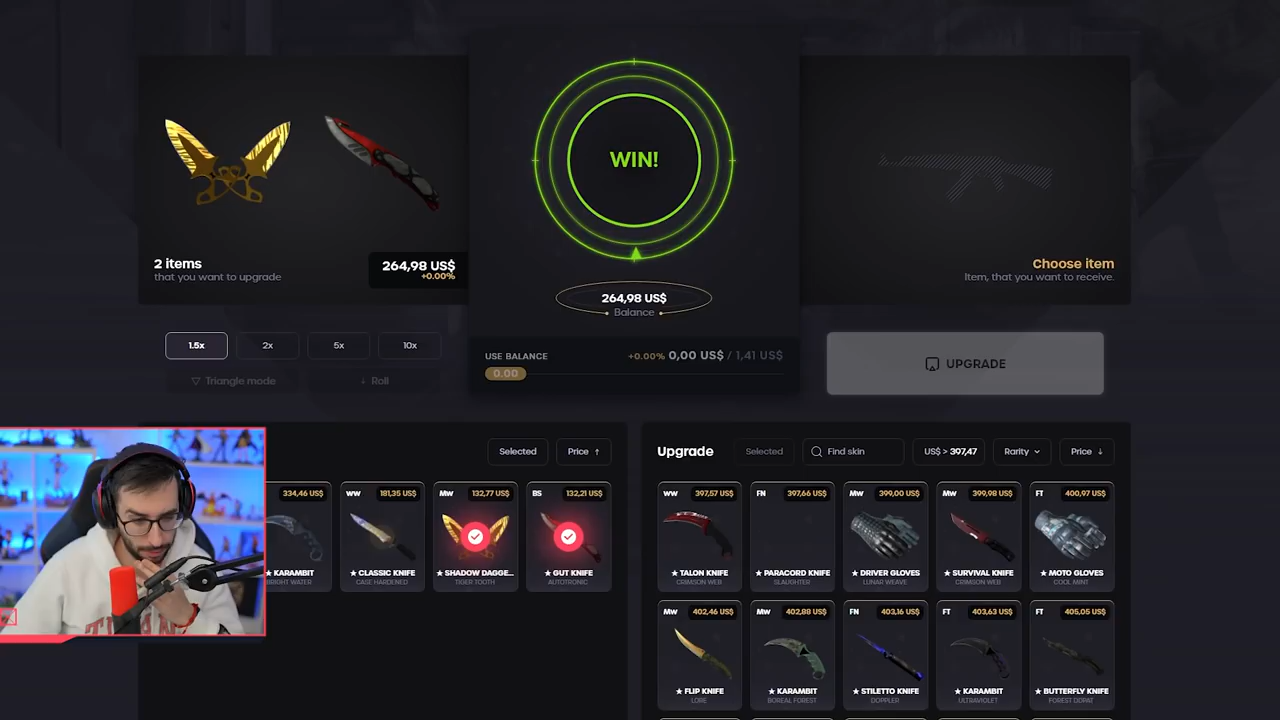 WIN!
2 items
that you want to upgrade
264,98 US$
+0.00%
264,98 US$
Balance
Choose item
Item, that you want to receive.
1.5x
2x
5x
10x
Triangle mode
Roll
USE BALANCE
+0.00% 0,00 US$ / 1,41 US$
0.00
UPGRADE
Selected
Price ↑
334,46 US$
★ KARAMBIT
BRIGHT WATER
WW 181,35 US$
★ CLASSIC KNIFE
CASE HARDENED
MW 132,77 US$
★ SHADOW DAGGE...
TIGER TOOTH
BS 132,21 US$
★ GUT KNIFE
AUTOTRONIC
Upgrade
Selected
Find skin
US$ > 397,47
Rarity
Price ↓
WW 397,57 US$
★ TALON KNIFE
CRIMSON WEB
FN 397,66 US$
★ PARACORD KNIFE
SLAUGHTER
MW 399,00 US$
★ DRIVER GLOVES
LUNAR WEAVE
MW 399,98 US$
★ SURVIVAL KNIFE
CRIMSON WEB
FT 400,97 US$
★ MOTO GLOVES
COOL MINT
MW 402,46 US$
★ FLIP KNIFE
LORE
MW 402,88 US$
★ KARAMBIT
BOREAL FOREST
FN 403,16 US$
★ STILETTO KNIFE
DOPPLER
FT 403,63 US$
★ KARAMBIT
ULTRAVIOLET
FT 405,05 US$
★ BUTTERFLY KNIFE
FOREST DDPAT